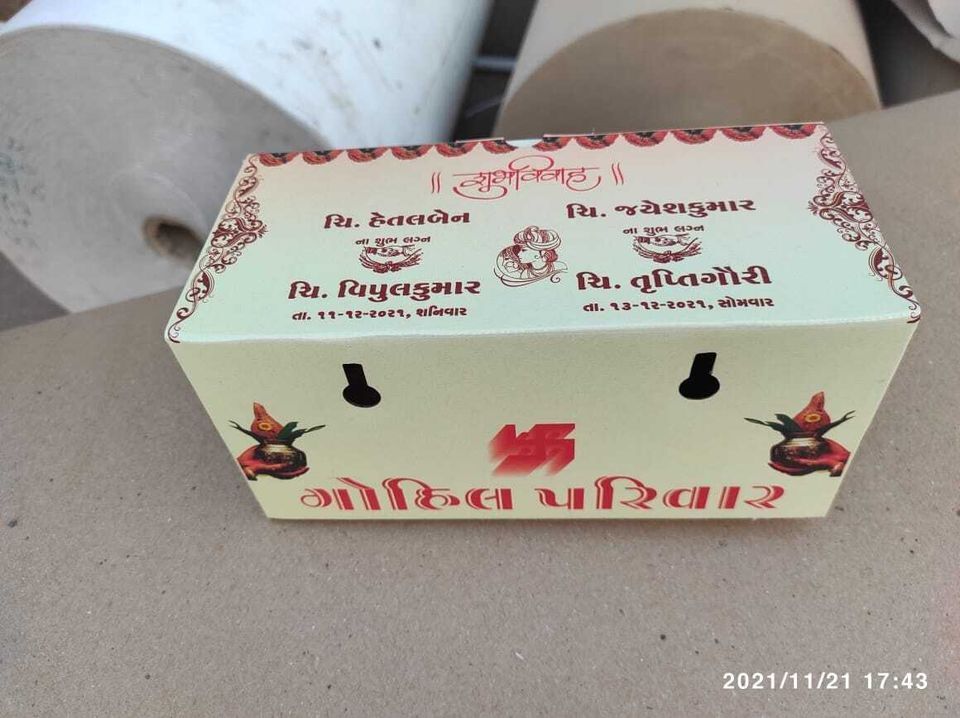 ॥ शुभविवाह ॥
ચિ. હેતલબેન
ના શુભ લગ્ન
ચિ. વિપુલકુમાર
તા. ૧૧-૧૨-૨૦૨૧, શનિવાર
ચિ. જયેશકુમાર
ના શુભ લગ્ન
ચિ. તૃપ્તિગૌરી
તા. ૧૩-૧૨-૨૦૨૧, સોમવાર
ગોહિલ પરિવાર
2021/11/21 17:43